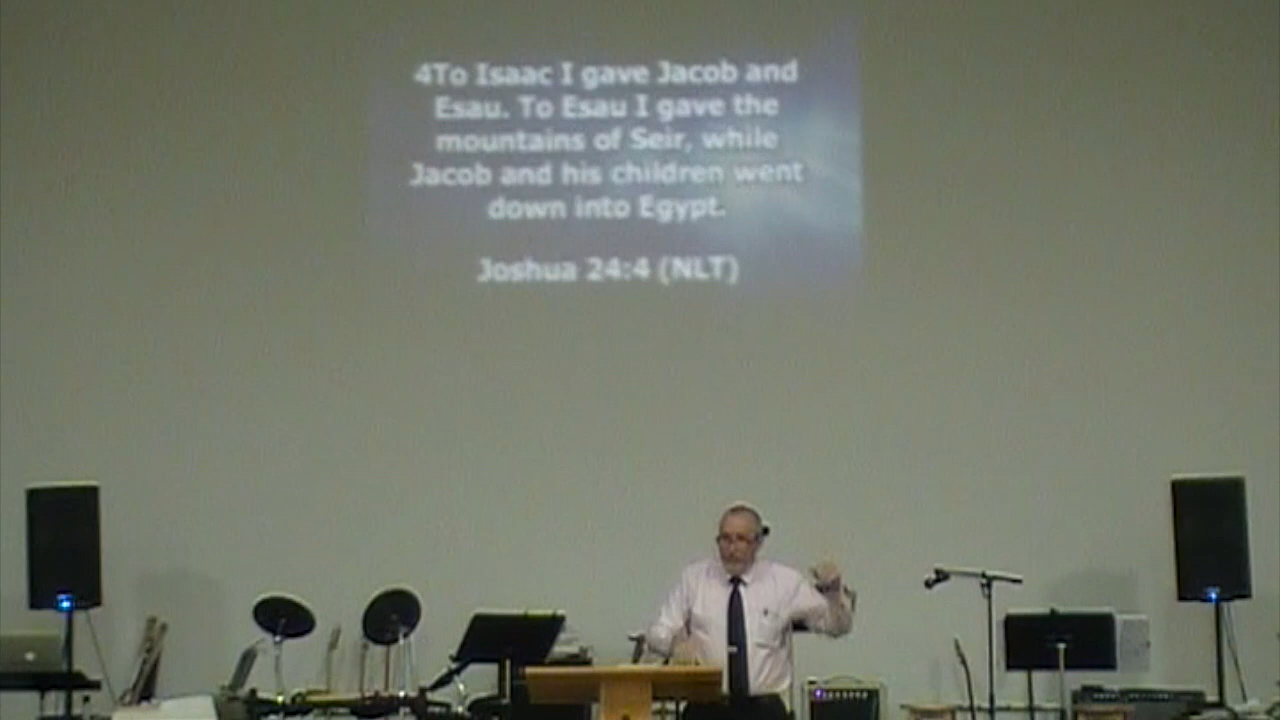 4To Isaac I gave Jacob and
Esau. To Esau I gave the
mountains of Seir, while
Jacob and his children went
down into Egypt.
Joshua 24:4 (NLT)